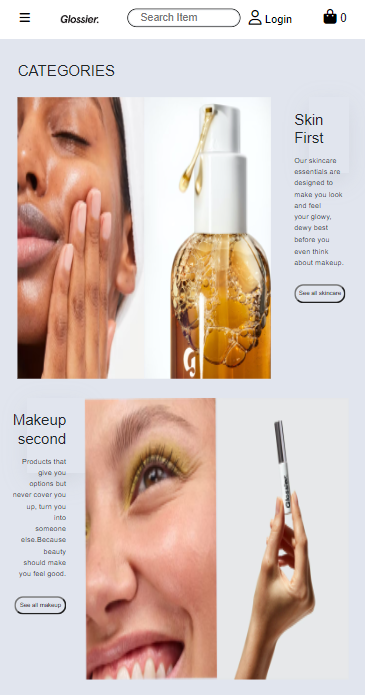 Glossier.
Search Item
Login
0
CATEGORIES
Skin
First
Our skincare
essentials are
designed to
make you look
and feel
your glowy,
dewy best
before you
even think
about makeup.
See all skincare
G
Makeup
second
Products that
give you
options but
never cover you
up, turn you
into
someone
else.Because
beauty
should make
you feel good.
See all makeup
Glossier.